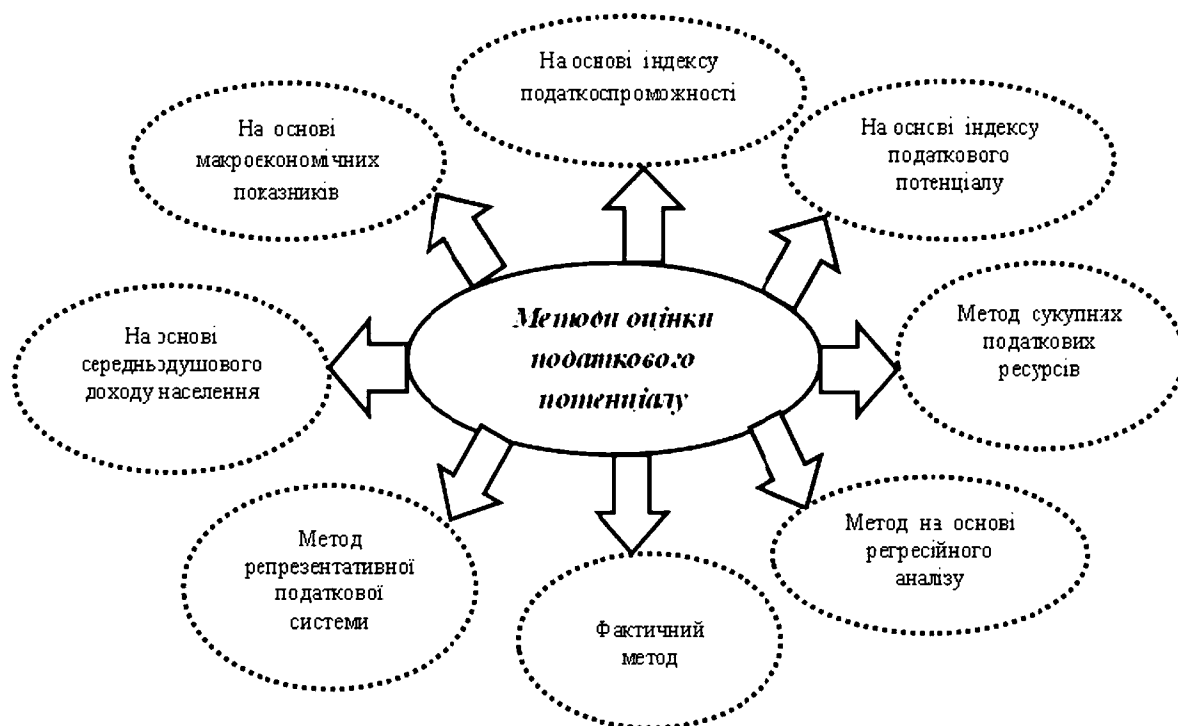 На основі індексу
податкоспроможності
На основі
макроекономічних
показників
На основі індексу
податкового
потенціалу
Методи оцінки
податкового
потенціалу
Метод сукупних
податкових
ресурсів
На основі
середньодушового
доходу населення
Метод на основі
регресійного
аналізу
Метод
репрезентативної
податкової
системи
Фактичний
метод